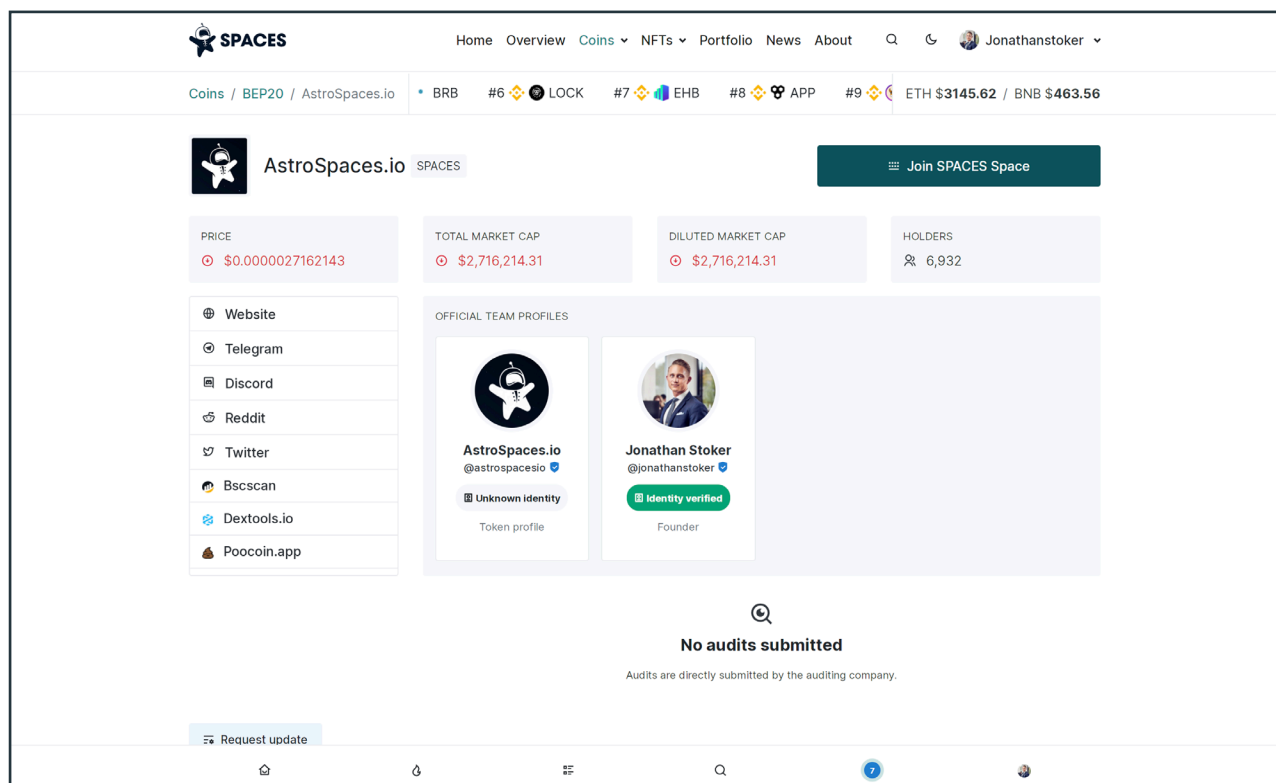 SPACES
Home Overview Coins NFTs Portfolio News About Jonathanstoker
Coins / BEP20 / AstroSpaces.io BRB #6 LOCK #7 EHB #8 APP #9 ETH $3145.62 / BNB $463.56
AstroSpaces.io SPACES
Join SPACES Space
PRICE
$0.0000027162143
TOTAL MARKET CAP
$2,716,214.31
DILUTED MARKET CAP
$2,716,214.31
HOLDERS
6,932
Website
Telegram
Discord
Reddit
Twitter
Bscscan
Dextools.io
Poocoin.app
OFFICIAL TEAM PROFILES
AstroSpaces.io
@astrospacesio
Unknown identity
Token profile
Jonathan Stoker
@jonathanstoker
Identity verified
Founder
No audits submitted
Audits are directly submitted by the auditing company.
Request update
7